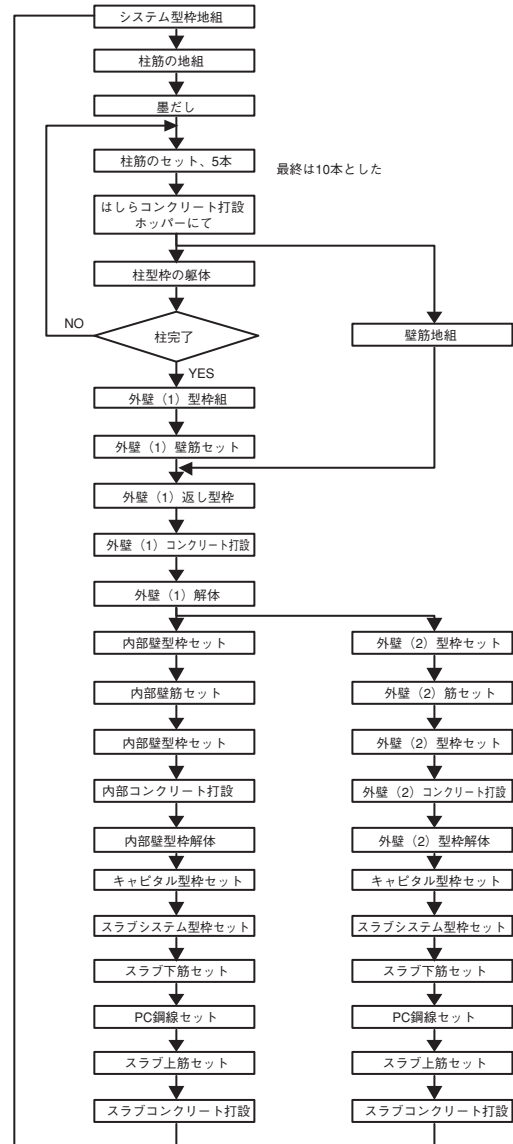 システム型枠地組
柱筋の地組
墨だし
柱筋のセット、5本
最終は10本とした
はしらコンクリート打設
ホッパーにて
柱型枠の躯体
NO
柱完了
壁筋地組
YES
外壁（1）型枠組
外壁（1）壁筋セット
外壁（1）返し型枠
外壁（1）コンクリート打設
外壁（1）解体
内部壁型枠セット
外壁（2）型枠セット
内部壁筋セット
外壁（2）筋セット
内部壁型枠セット
外壁（2）型枠セット
内部コンクリート打設
外壁（2）コンクリート打設
内部壁型枠解体
外壁（2）型枠解体
キャピタル型枠セット
キャピタル型枠セット
スラブシステム型枠セット
スラブシステム型枠セット
スラブ下筋セット
スラブ下筋セット
PC鋼線セット
PC鋼線セット
スラブ上筋セット
スラブ上筋セット
スラブコンクリート打設
スラブコンクリート打設